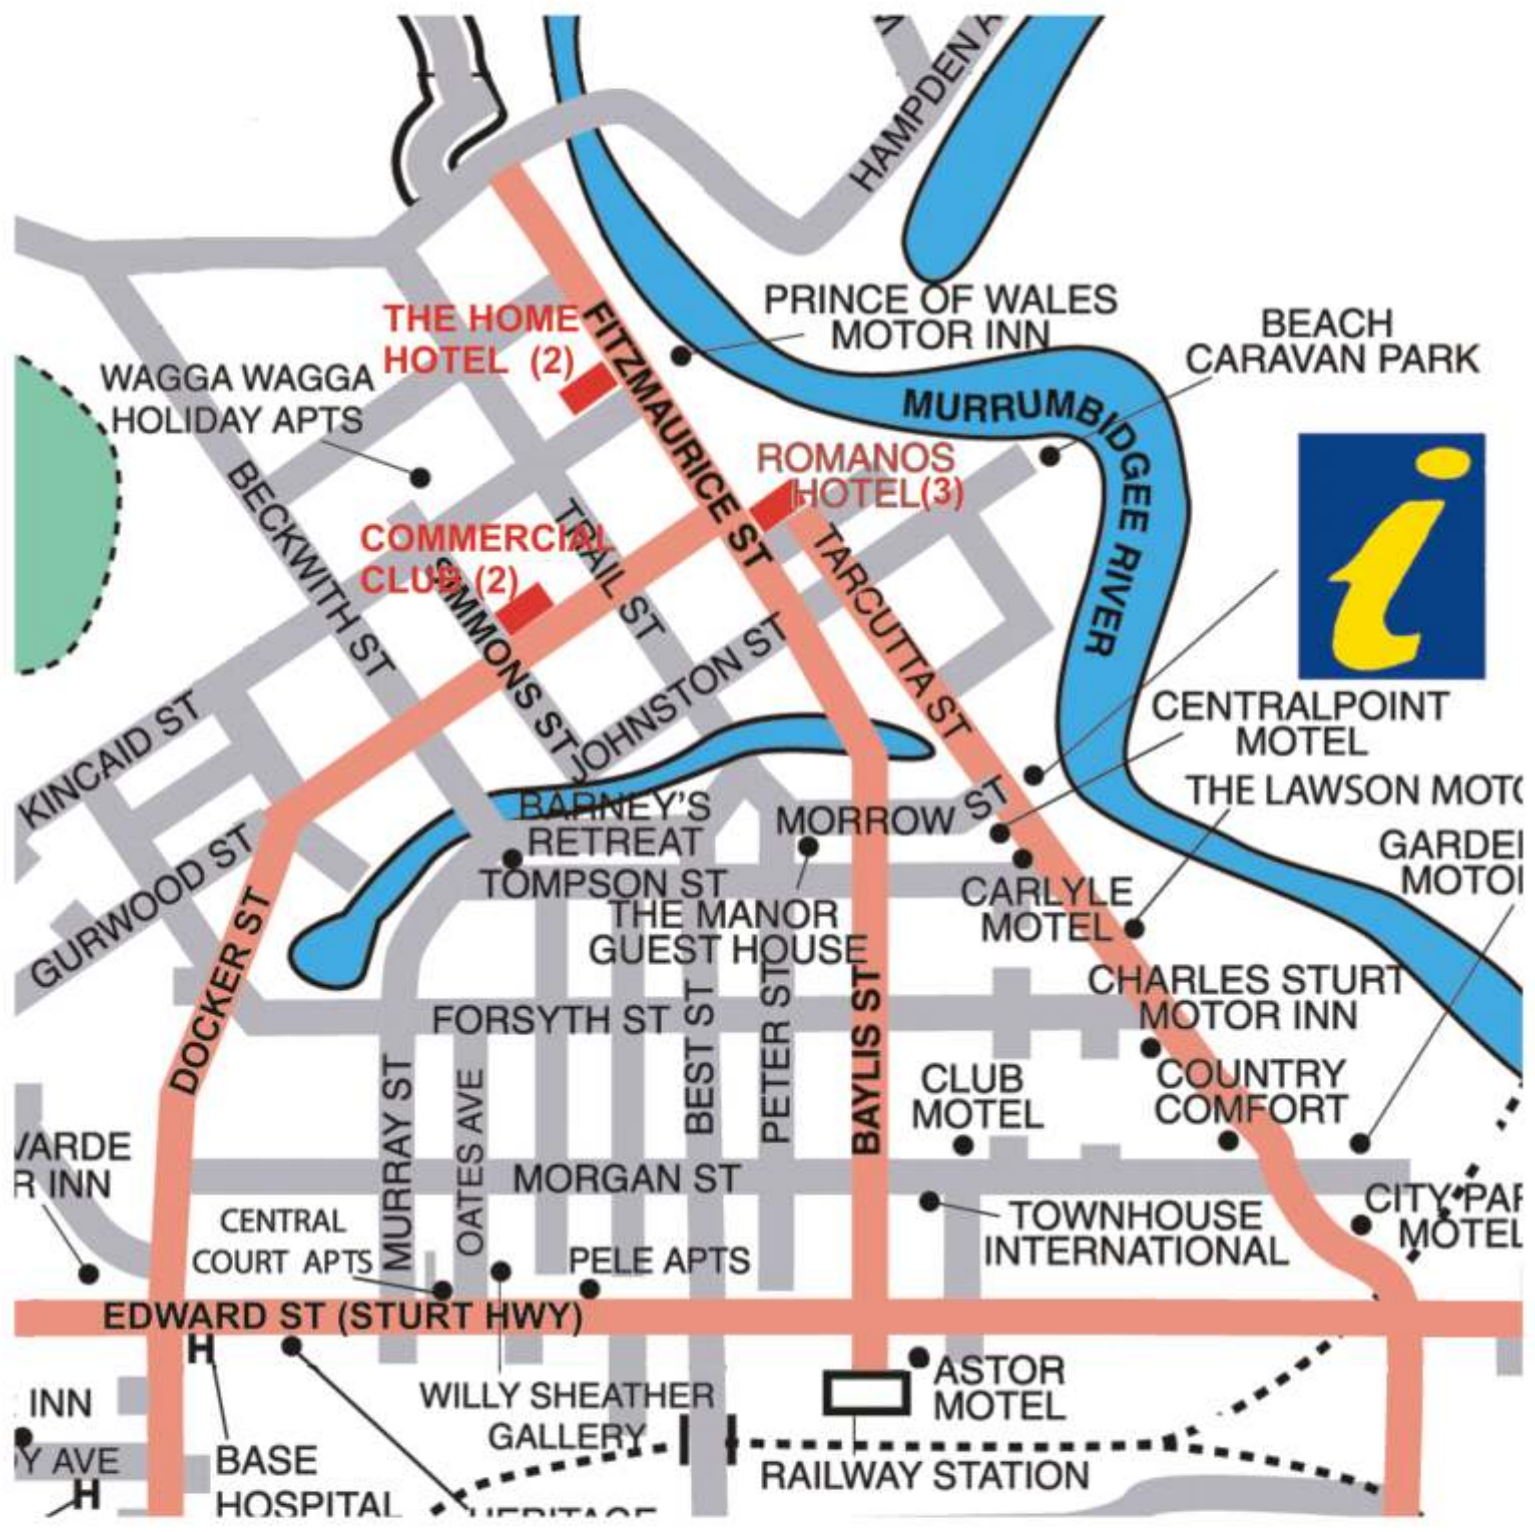 HAMPDEN A
PRINCE OF WALES
MOTOR INN
BEACH
CARAVAN PARK
THE HOME
HOTEL (2)
FITZMAURICE ST
WAGGA WAGGA
HOLIDAY APTS
MURRUMBIDGEE RIVER
ROMANOS
HOTEL(3)
i
BECKWITH ST
TRAIL ST
COMMERCIAL
CLUB (2)
SIMMONS ST
TARCUTTA ST
JOHNSTON ST
KINCAID ST
CENTRALPOINT
MOTEL
THE LAWSON MOTO
BARNEY'S
RETREAT
MORROW ST
GARDE
MOTO
GURWOOD ST
TOMPSON ST
THE MANOR
GUEST HOUSE
CARLYLE
MOTEL
DOCKER ST
FORSYTH ST
BEST ST
PETER ST
BAYLIS ST
CHARLES STURT
MOTOR INN
MURRAY ST
OATES AVE
CLUB
MOTEL
COUNTRY
COMFORT
VARDE
R INN
MORGAN ST
CENTRAL
COURT APTS
PELE APTS
TOWNHOUSE
INTERNATIONAL
CITY PAR
MOTEL
EDWARD ST (STURT HWY)
H
INN
WILLY SHEATHER
GALLERY
ASTOR
MOTEL
Y AVE
BASE
HOSPITAL
RAILWAY STATION
H
HERITAGE